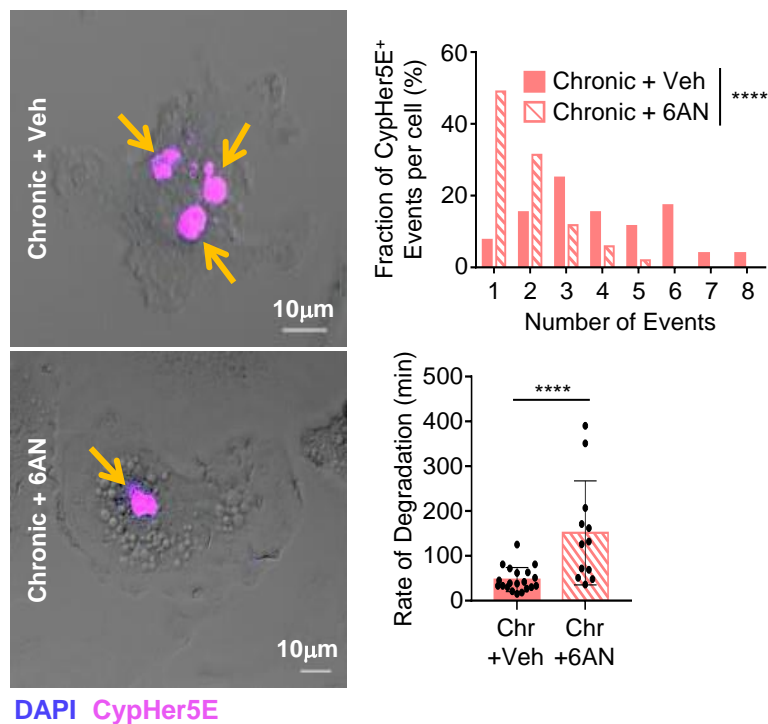 Chronic + Veh
10μm
Chronic + 6AN
10μm
DAPI CypHer5E
Fraction of CypHer5E+
Events per cell (%)
60
40
20
0
Chronic + Veh
Chronic + 6AN
****
1 2 3 4 5 6 7 8
Number of Events
Rate of Degradation (min)
500
400
300
200
100
0
****
Chr Chr
+Veh +6AN